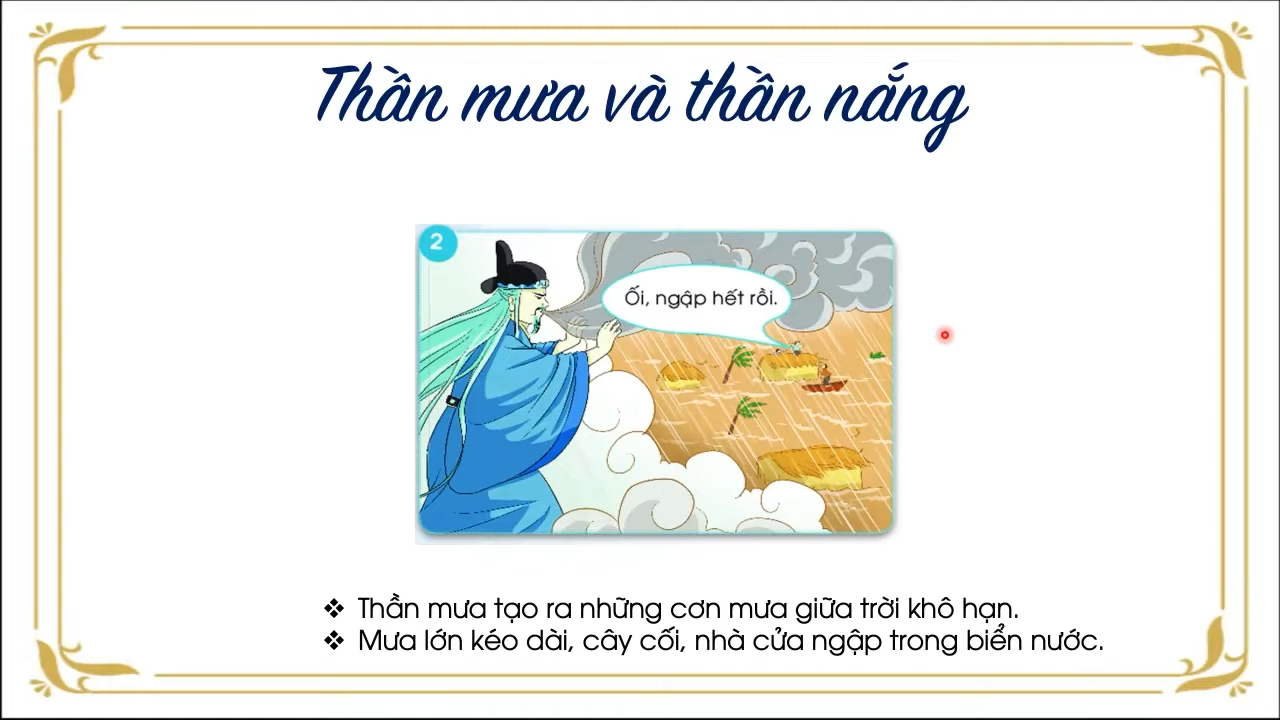 Thần mưa và thần nắng
2
Ối, ngập hết rồi.
❖ Thần mưa tạo ra những cơn mưa giữa trời khô hạn.
❖ Mưa lớn kéo dài, cây cối, nhà cửa ngập trong biển nước.